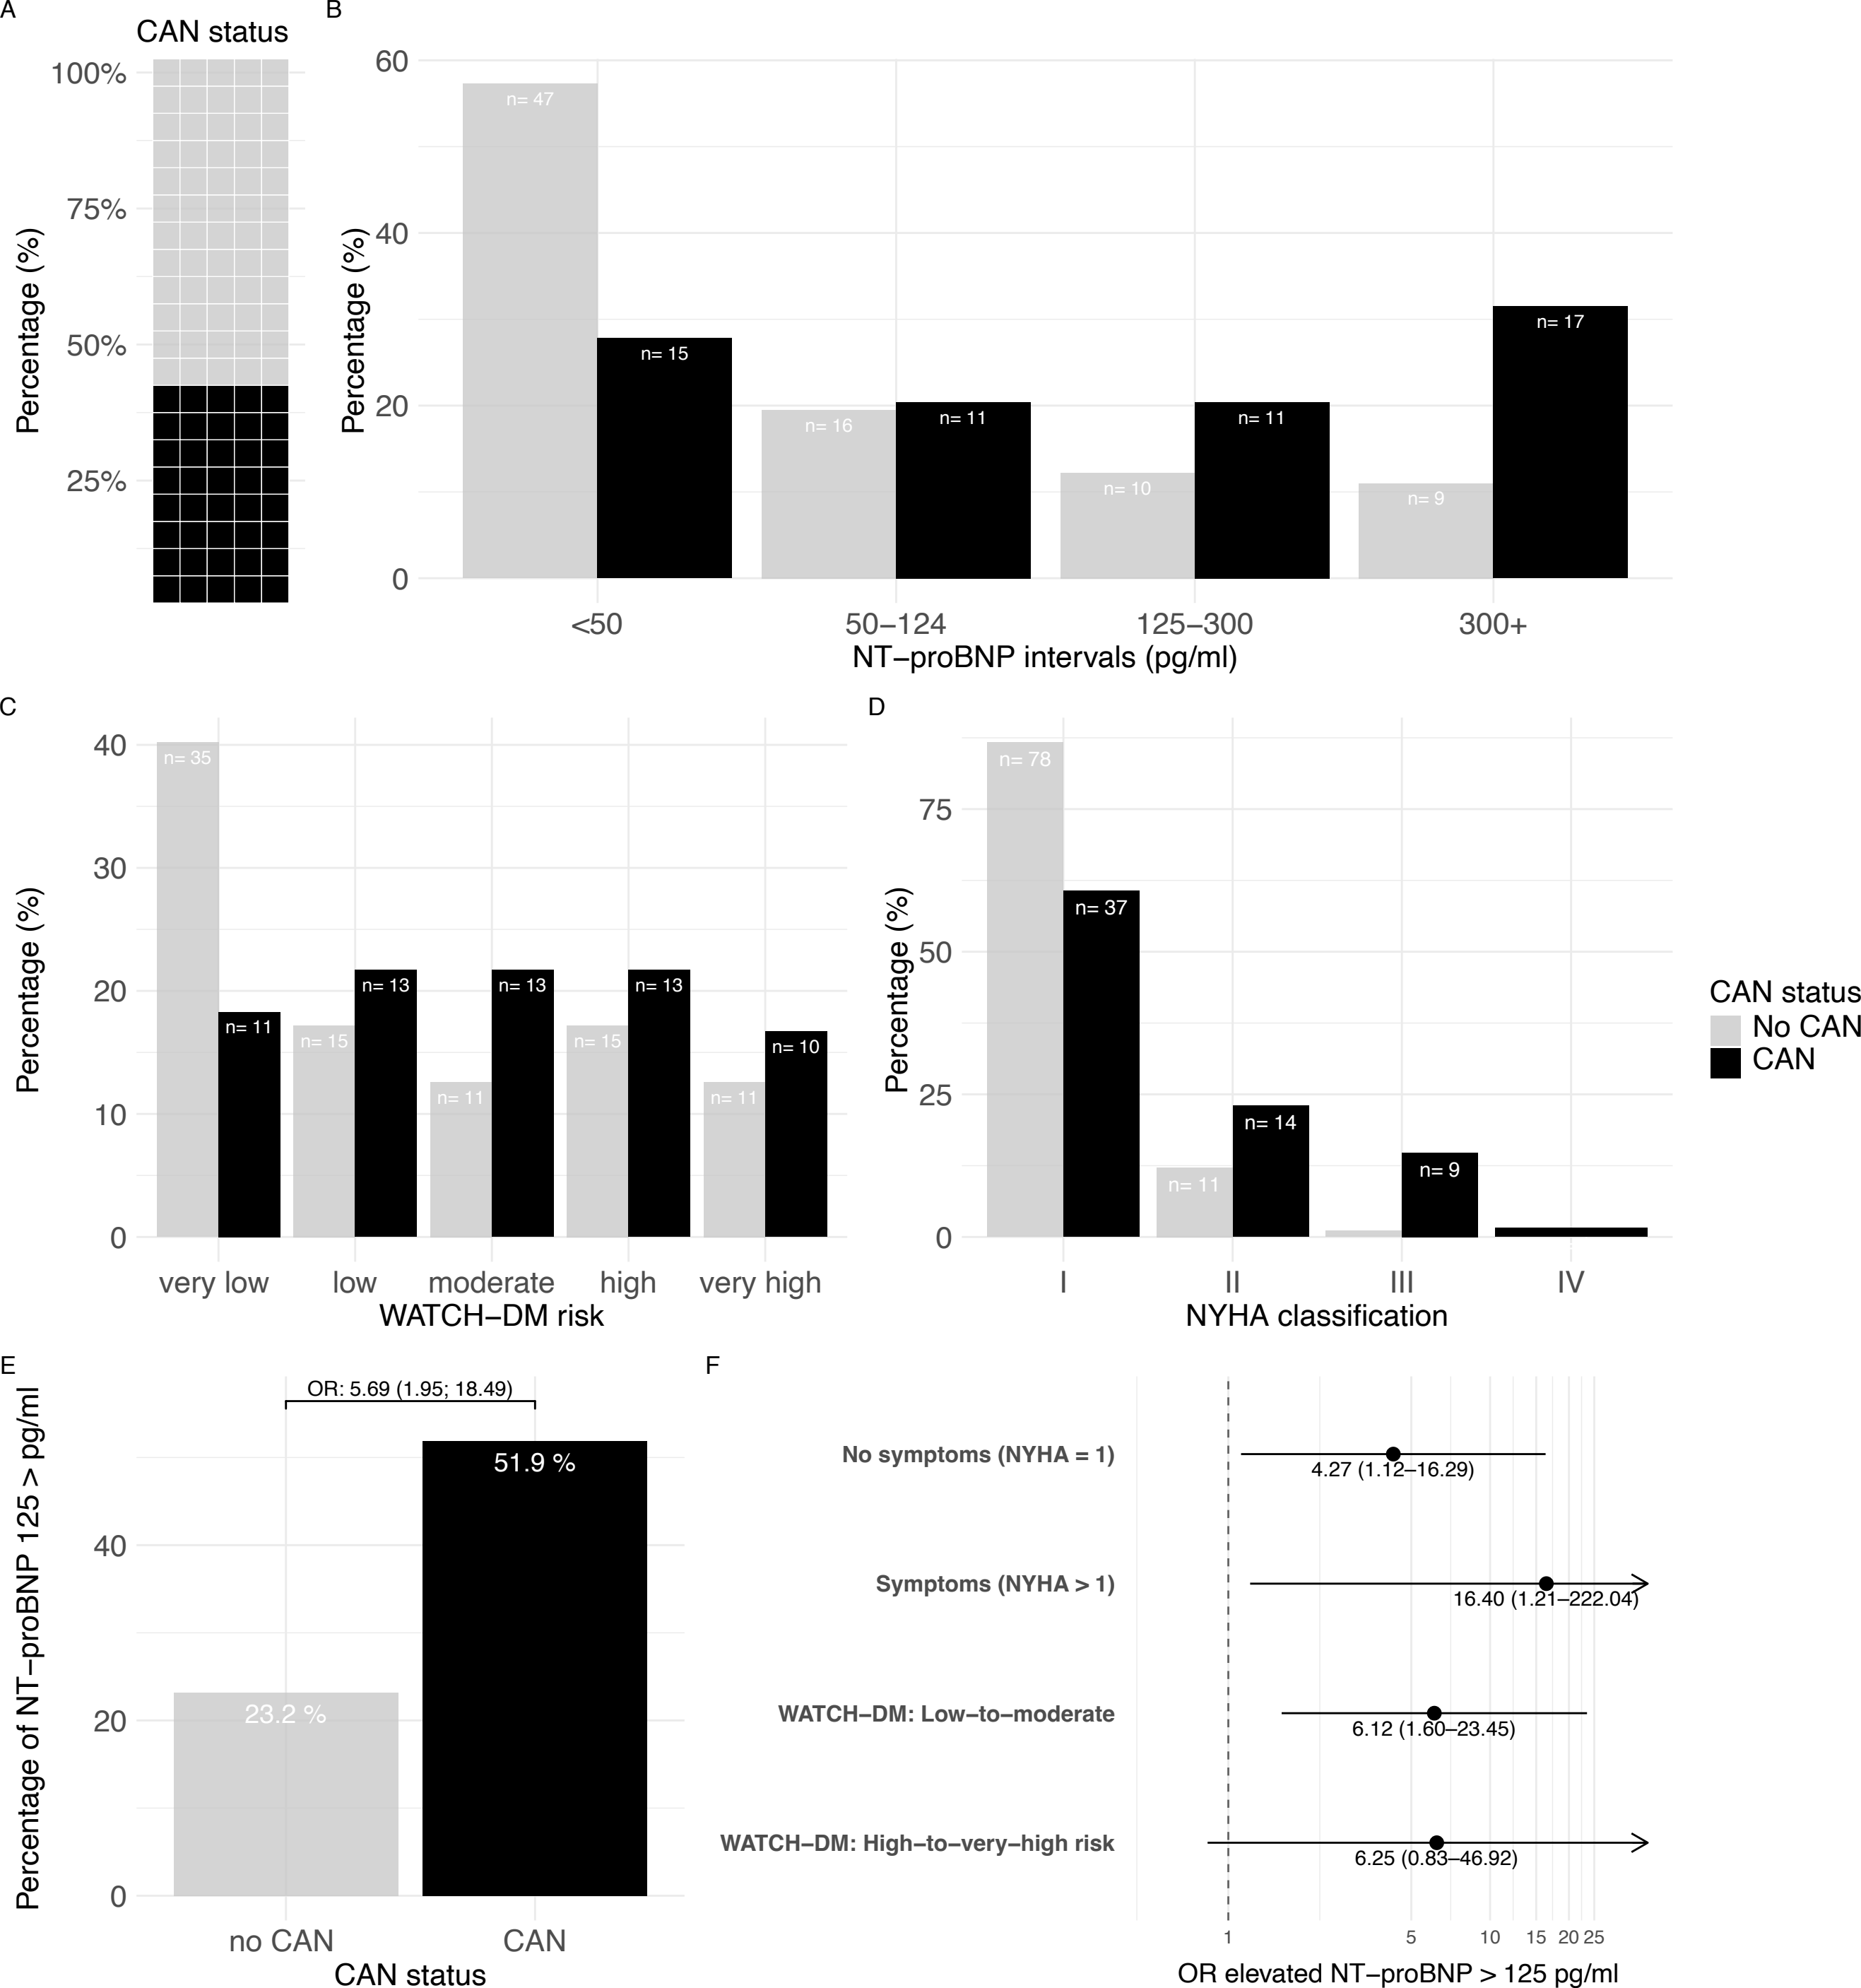 A
CAN status
100%
75%
50%
25%
Percentage (%)
B
60
40
20
0
Percentage (%)
n= 47
n= 15
n= 16
n= 11
n= 10
n= 11
n= 9
n= 17
<50
50–124
125–300
300+
NT–proBNP intervals (pg/ml)
C
40
30
20
10
0
Percentage (%)
n= 35
n= 11
n= 15
n= 13
n= 11
n= 13
n= 15
n= 13
n= 11
n= 10
very low
low
moderate
high
very high
WATCH–DM risk
D
75
50
25
0
Percentage (%)
n= 78
n= 37
n= 11
n= 14
n= 9
I
II
III
IV
NYHA classification
CAN status
No CAN
CAN
E
OR: 5.69 (1.95; 18.49)
51.9 %
23.2 %
40
20
0
Percentage of NT–proBNP 125 > pg/ml
no CAN
CAN
CAN status
F
No symptoms (NYHA = 1)
4.27 (1.12–16.29)
Symptoms (NYHA > 1)
16.40 (1.21–222.04)
WATCH–DM: Low–to–moderate
6.12 (1.60–23.45)
WATCH–DM: High–to–very–high risk
6.25 (0.83–46.92)
1
5
10
15
20
25
OR elevated NT–proBNP > 125 pg/ml